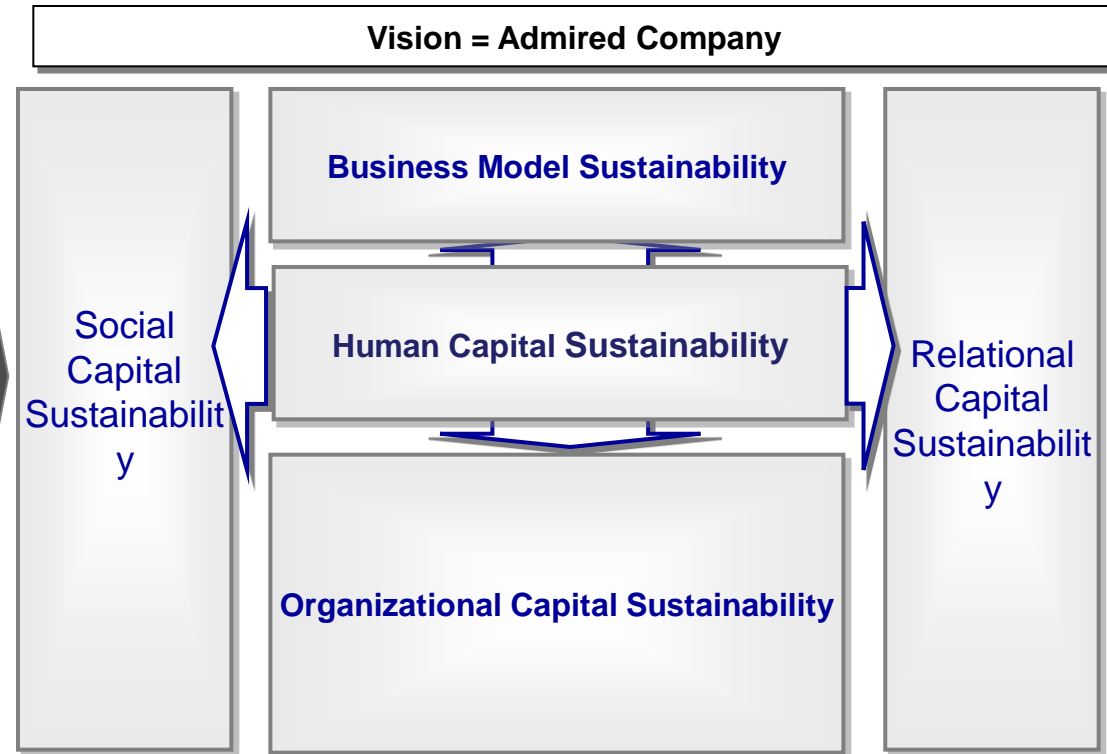 Vision = Admired Company
Business Model Sustainability
Social
Capital
Sustainabilit
y
Human Capital Sustainability
Relational
Capital
Sustainabilit
y
Organizational Capital Sustainability